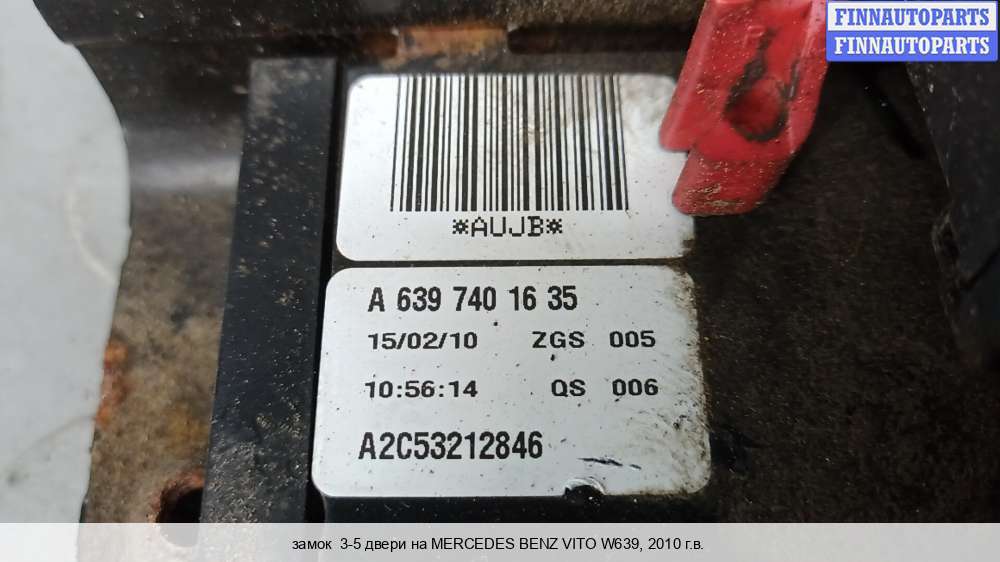 FINNAUTOPARTS
FINNAUTOPARTS
*AUJB*
A 639 740 16 35
15/02/10 ZGS 005
10:56:14 QS 006
A2C53212846
замок 3-5 двери на MERCEDES BENZ VITO W639, 2010 г.в.